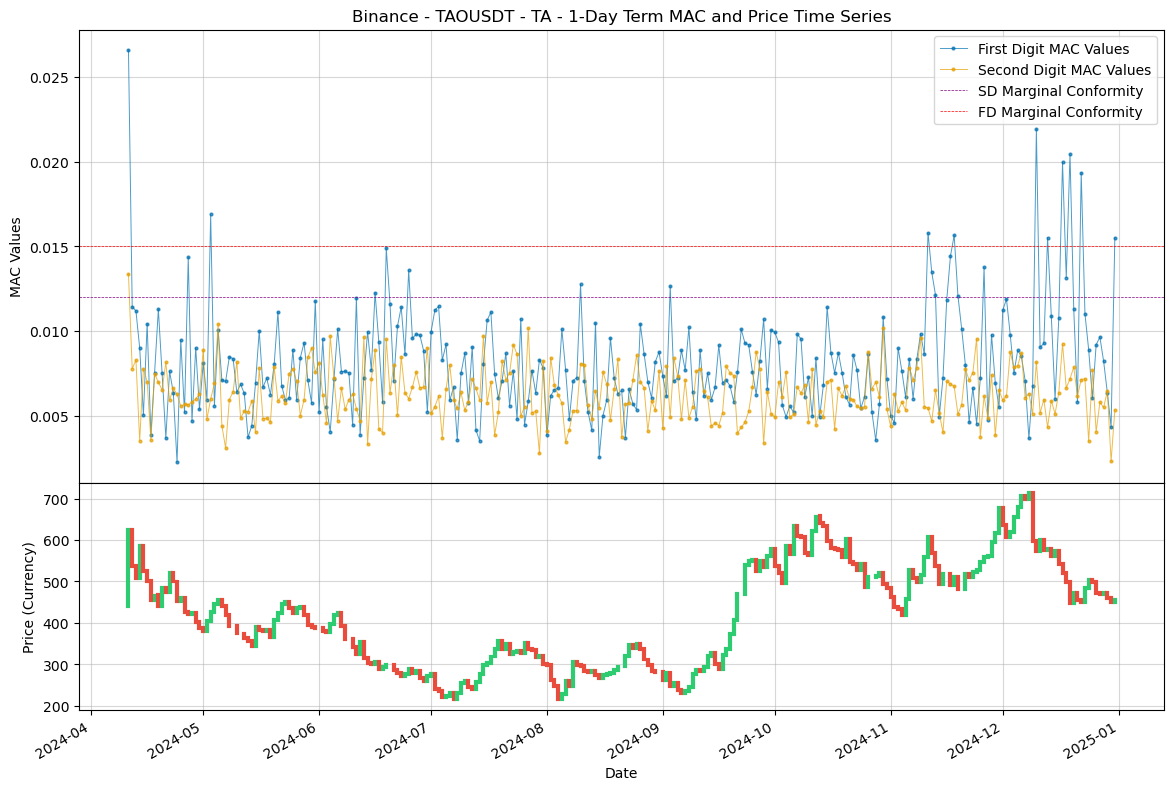 Binance - TAOUSDT - TA - 1-Day Term MAC and Price Time Series
First Digit MAC Values
Second Digit MAC Values
SD Marginal Conformity
FD Marginal Conformity
MAC Values
0.025
0.020
0.015
0.010
0.005
Price (Currency)
700
600
500
400
300
200
2024-04
2024-05
2024-06
2024-07
2024-08
2024-09
2024-10
2024-11
2024-12
2025-01
Date